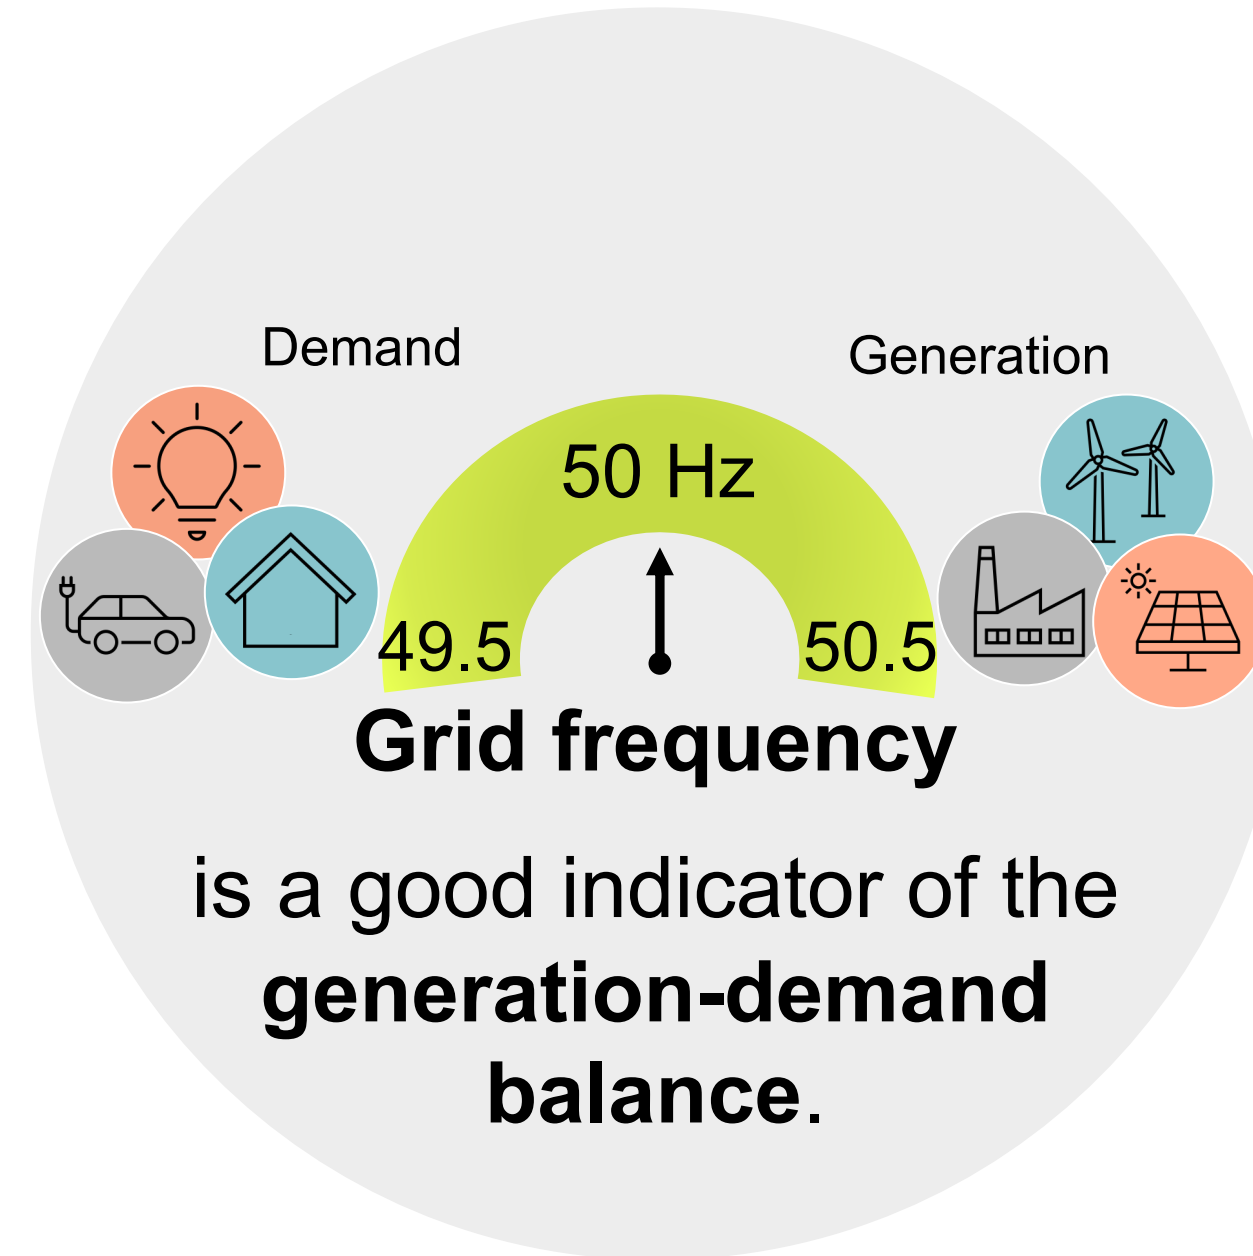 Demand
Generation
50 Hz
49.5
50.5
Grid frequency
is a good indicator of the
generation-demand
balance.